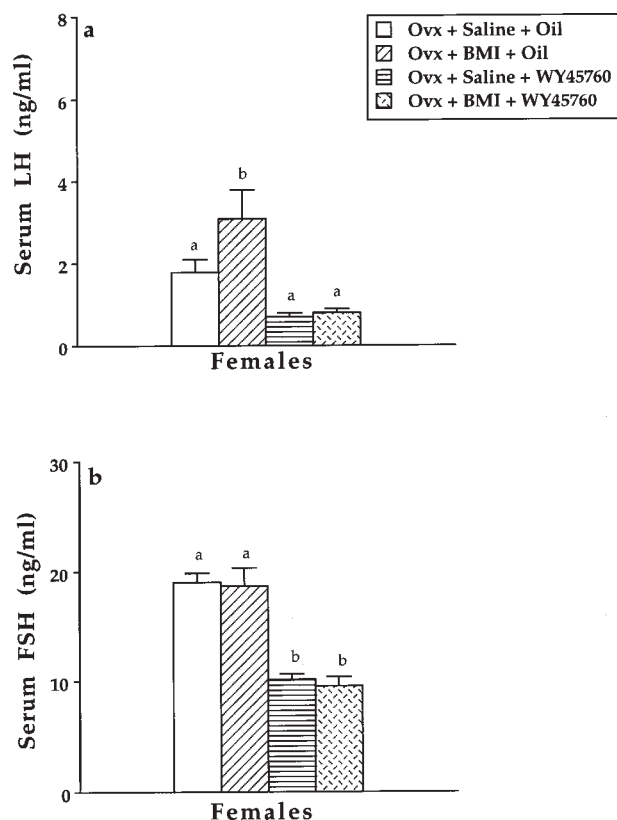 a
Serum LH (ng/ml)
8
6
4
2
0
Ovx + Saline + Oil
Ovx + BMI + Oil
Ovx + Saline + WY45760
Ovx + BMI + WY45760
a
b
a
a
Females
b
Serum FSH (ng/ml)
30
20
10
0
a
a
b
b
Females